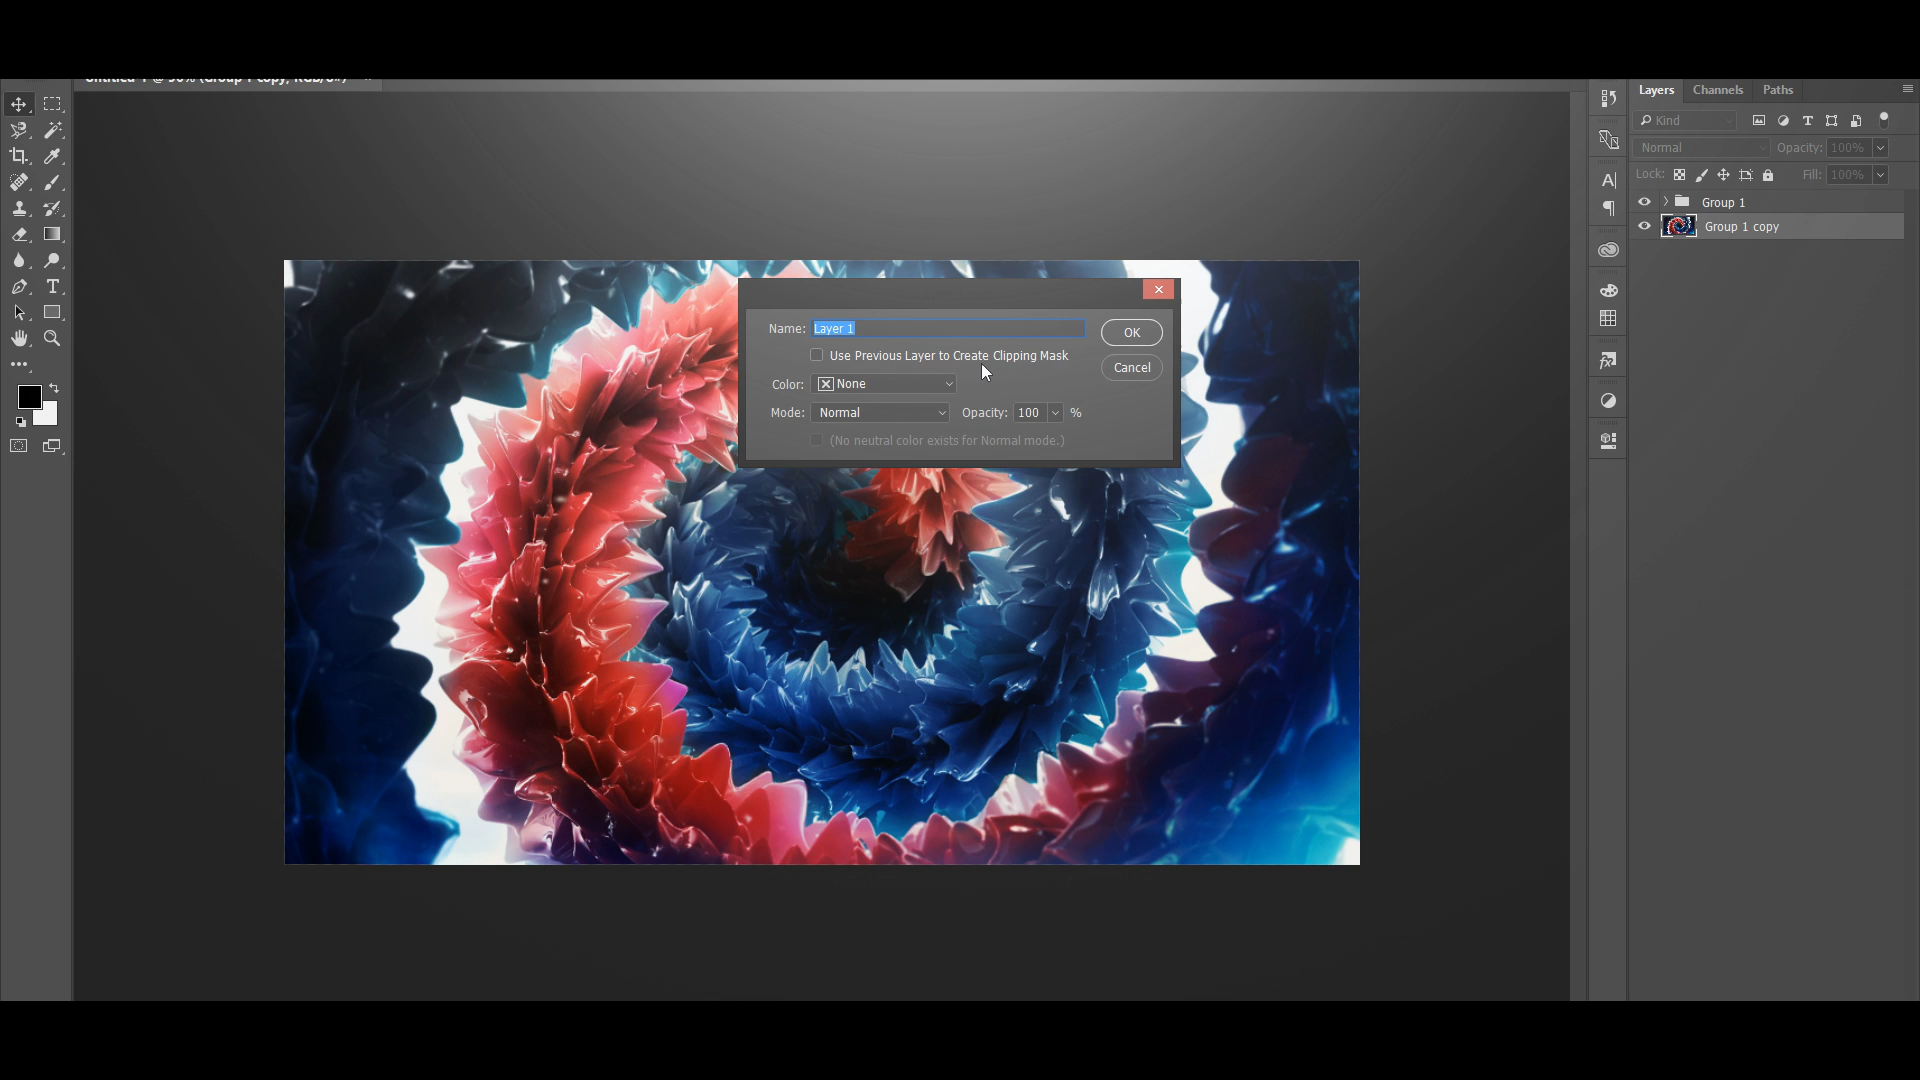 Layers Channels Paths
Kind
Normal Opacity: 100%
Lock: Fill: 100%
Group 1
Group 1 copy
Name: Layer 1
OK
Use Previous Layer to Create Clipping Mask
Cancel
Color: None
Mode: Normal Opacity: 100 %
(No neutral color exists for Normal mode.)